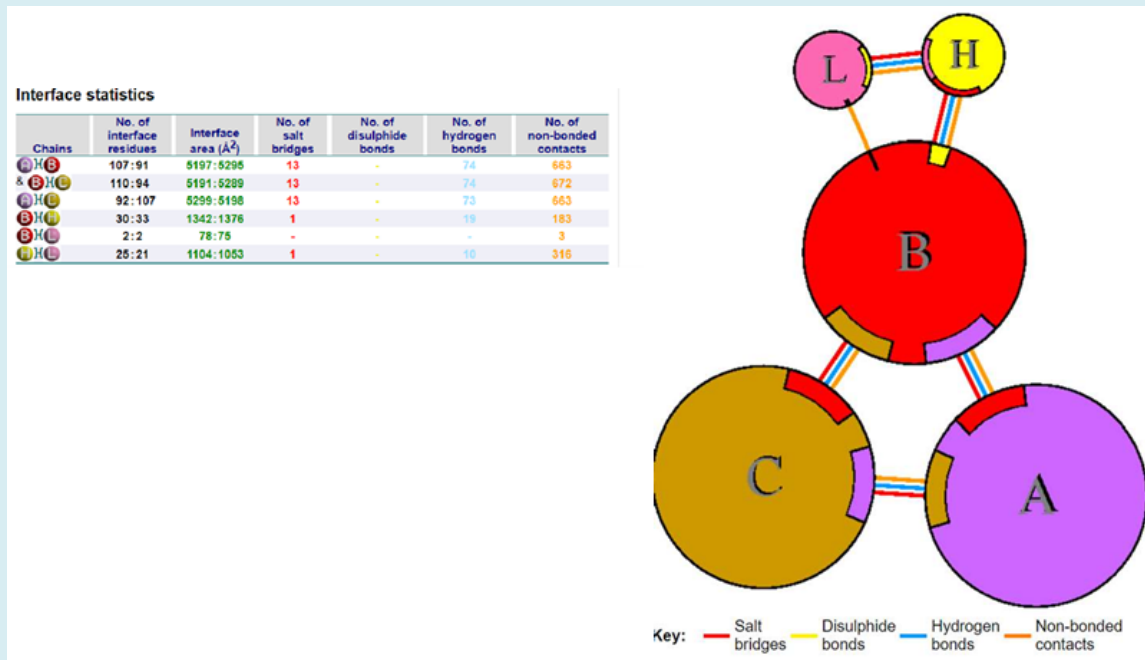 Interface statistics
Chains No. of interface residues Interface area (Å²) No. of salt bridges No. of disulphide bonds No. of hydrogen bonds No. of non-bonded contacts
A B 107:91 5197:5295 13 - 74 663
& B 110:94 5191:5289 13 - 74 672
A 92:107 5299:5198 13 - 73 663
B 30:33 1342:1376 1 - 19 183
B L 2:2 78:75 - - - 3
L 25:21 1104:1053 1 - 10 316
L H
B
C A
Key: Salt bridges Disulphide bonds Hydrogen bonds Non-bonded contacts